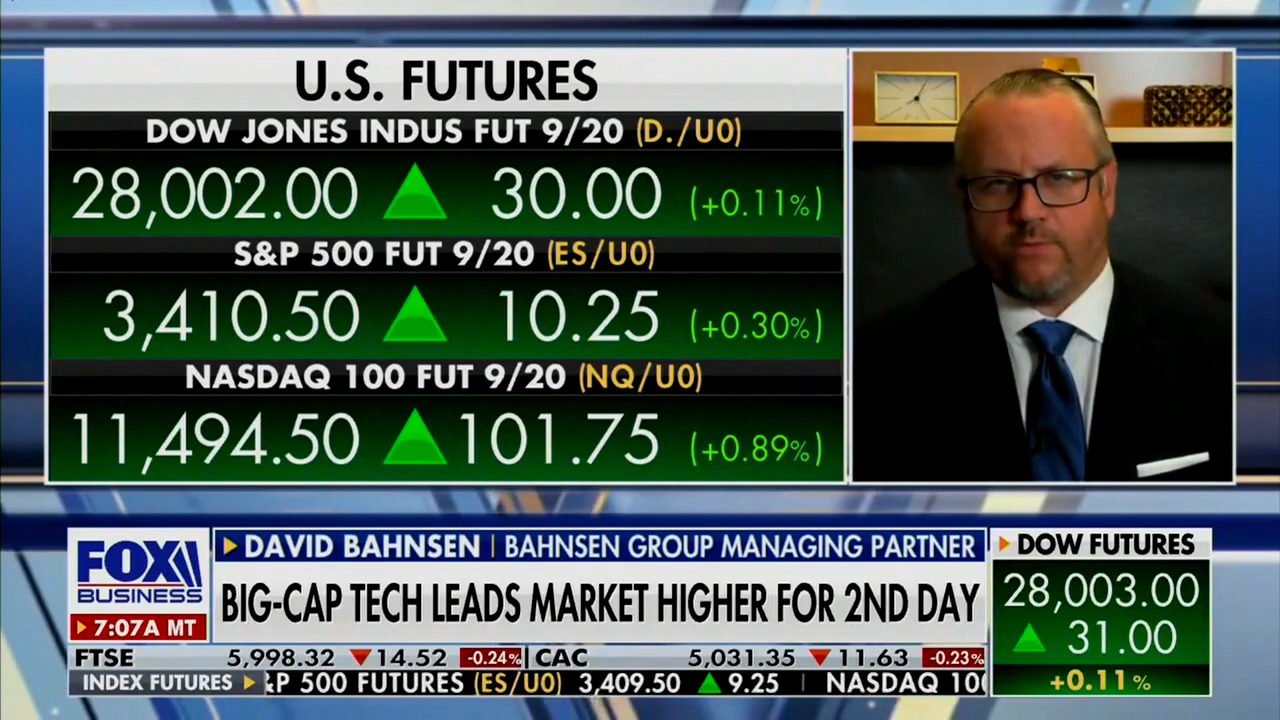 U.S. FUTURES
DOW JONES INDUS FUT 9/20 (D./U0)
28,002.00 ▲ 30.00 (+0.11%)
S&P 500 FUT 9/20 (ES/U0)
3,410.50 ▲ 10.25 (+0.30%)
NASDAQ 100 FUT 9/20 (NQ/U0)
11,494.50 ▲ 101.75 (+0.89%)
FOX BUSINESS
7:07A MT
DAVID BAHNSEN | BAHNSEN GROUP MANAGING PARTNER
BIG-CAP TECH LEADS MARKET HIGHER FOR 2ND DAY
FTSE 5,998.32 ▼ 14.52 -0.24% CAC 5,031.35 ▼ 11.63 -0.23%
INDEX FUTURES &P 500 FUTURES (ES/U0) 3,409.50 ▲ 9.25 | NASDAQ 10
DOW FUTURES
28,003.00
▲ 31.00
+0.11%